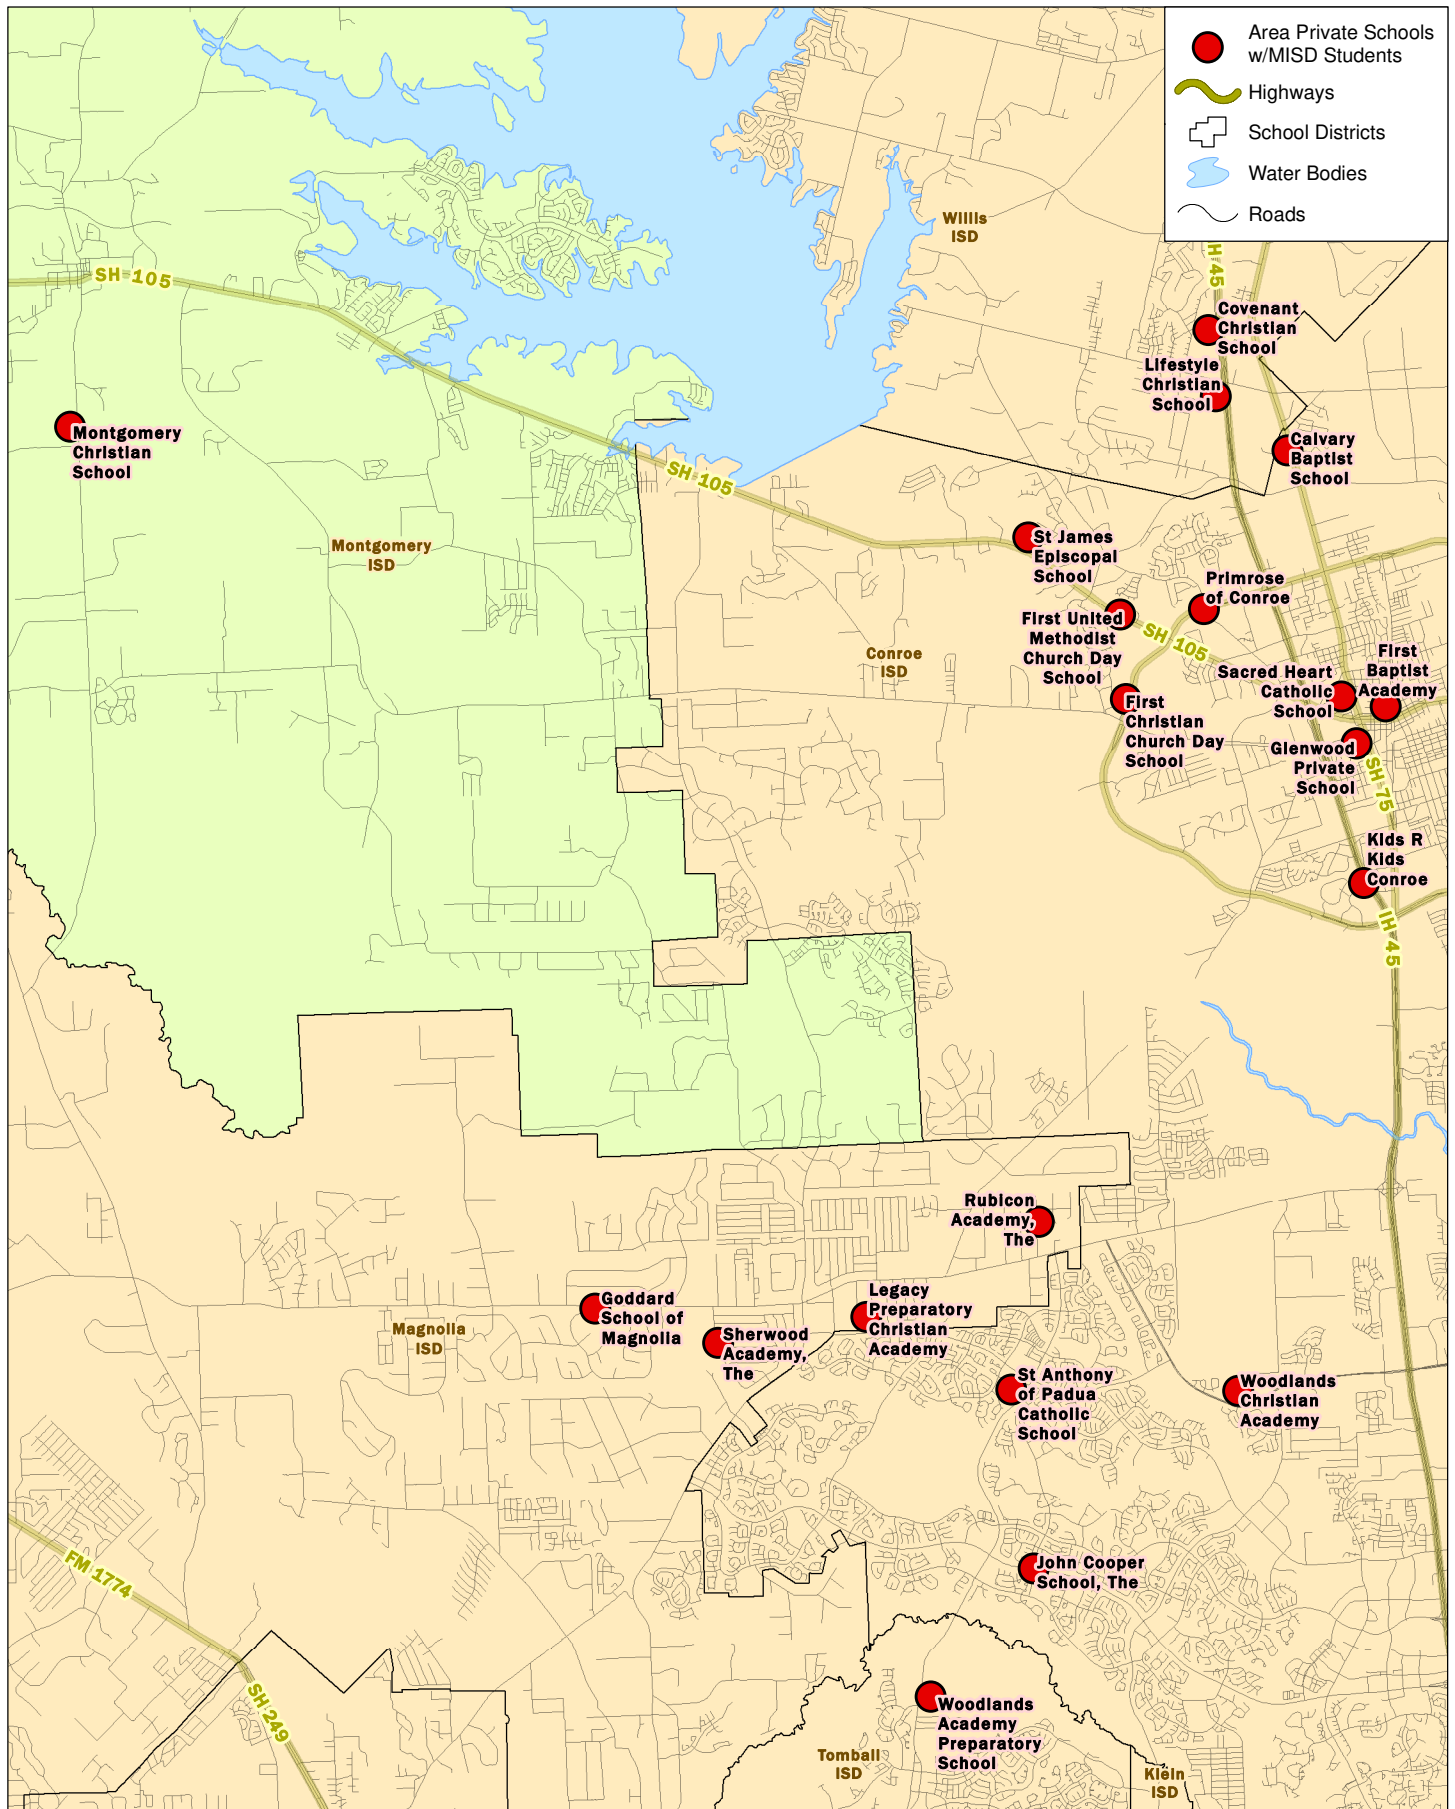 Area Private Schools
w/MISD Students
Highways
School Districts
Water Bodies
Roads
Willis
ISD
H 45
SH 105
Covenant
Christian
School
Lifestyle
Christian
School
Montgomery
Christian
School
Calvary
Baptist
School
SH 105
Montgomery
ISD
St James
Episcopal
School
Primrose
of Conroe
First United
Methodist
Church Day
School
SH 105
Conroe
ISD
First
Baptist
Academy
Sacred Heart
Catholic
School
First
Christian
Church Day
School
Glenwood
Private
School
SH 75
Kids R
Kids
Conroe
IH 45
Rubicon
Academy,
The
Goddard
School of
Magnolia
Legacy
Preparatory
Christian
Academy
Magnolia
ISD
Sherwood
Academy,
The
St Anthony
of Padua
Catholic
School
Woodlands
Christian
Academy
FM 1774
John Cooper
School, The
SH 249
Woodlands
Academy
Preparatory
School
Tomball
ISD
Klein
ISD